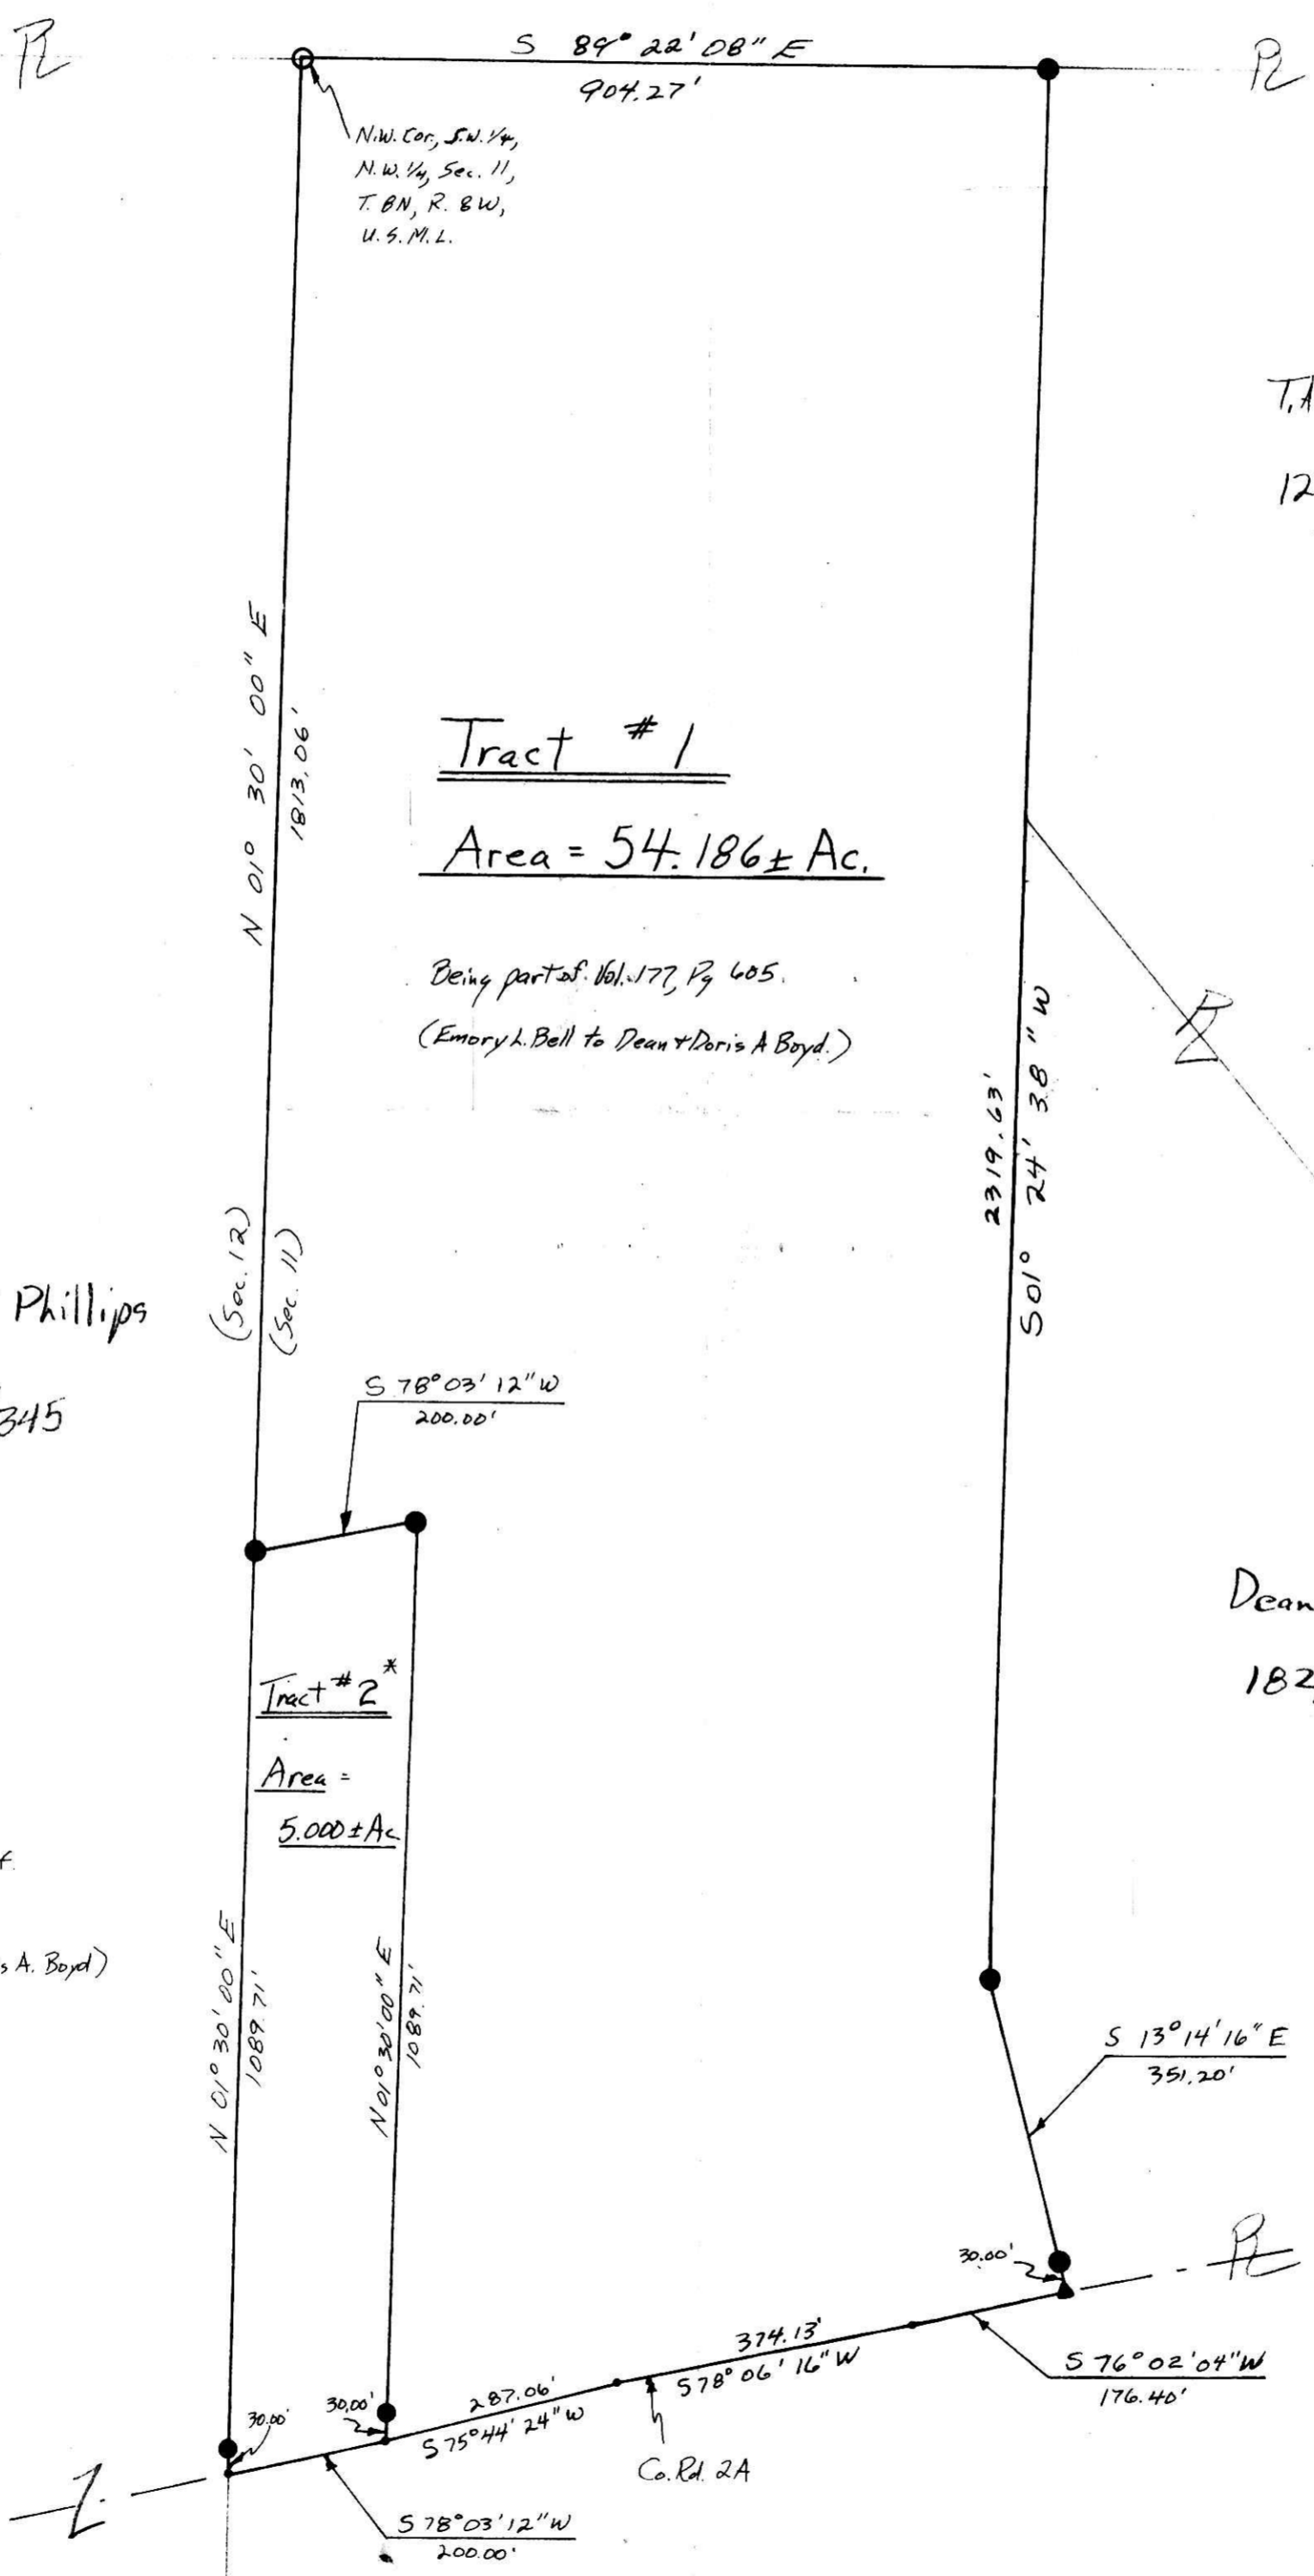 PL
S 89° 22' 08" E
904.27'
PL
N.W. Cor., S.W. 1/4,
N.W. 1/4, Sec. 11,
T. 8N, R. 8W,
U.S.M.L.
T.A
12
N 01° 30' 00" E
1813.06'
Tract #1
Area = 54.186± Ac.
Being part of Vol. 177, Pg 605.
(Emory L. Bell to Dean + Doris A Boyd.)
PL
2319.63'
S 01° 24' 38" W
(Sec. 12)
(Sec. 11)
Phillips
345
S 78° 03' 12" W
200.00'
Dean
182
Tract #2*
Area =
5.000± Ac
f.
s A. Boyd)
N 01° 30' 00" E
1089.71'
N 01° 30' 00" E
1089.71'
S 13° 14' 16" E
351.20'
30.00'
PL
374.13'
S 78° 06' 16" W
S 76° 02' 04" W
176.40'
287.06'
S 75° 44' 24" W
30.00'
30.00'
Co. Rd. 2A
S 78° 03' 12" W
200.00'